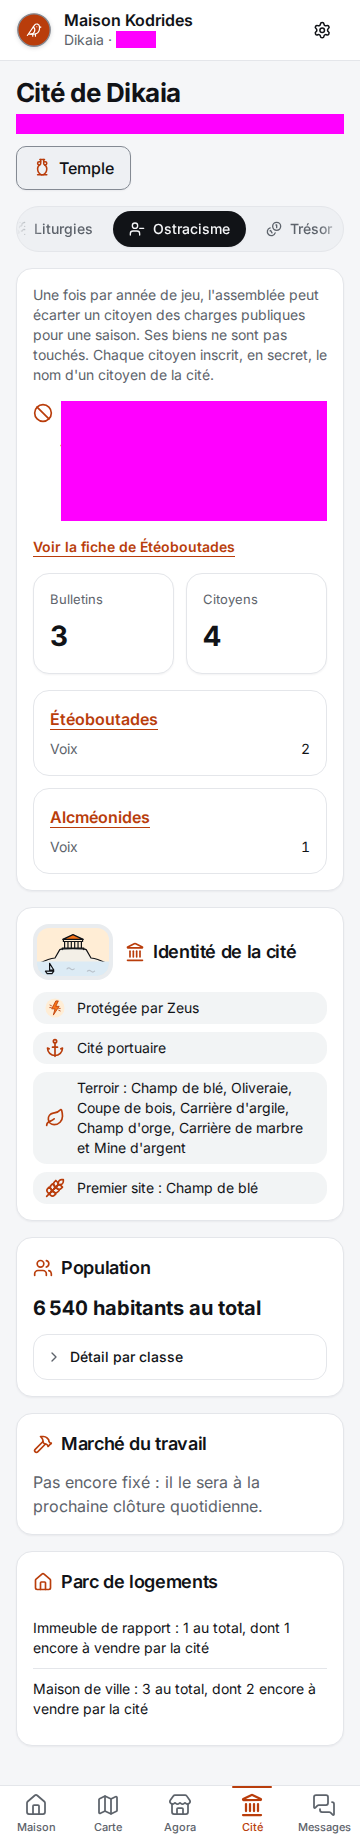 Maison Kodrides
Dikaia ·
Cité de Dikaia
Temple
Liturgies
Ostracisme
Trésor
Une fois par année de jeu, l'assemblée peut
écarter un citoyen des charges publiques
pour une saison. Ses biens ne sont pas
touchés. Chaque citoyen inscrit, en secret, le
nom d'un citoyen de la cité.
Voir la fiche de Étéoboutades
Bulletins
3
Citoyens
4
Étéoboutades
Voix 2
Alcméonides
Voix 1
Identité de la cité
Protégée par Zeus
Cité portuaire
Terroir : Champ de blé, Oliveraie,
Coupe de bois, Carrière d'argile,
Champ d'orge, Carrière de marbre
et Mine d'argent
Premier site : Champ de blé
Population
6 540 habitants au total
Détail par classe
Marché du travail
Pas encore fixé : il le sera à la
prochaine clôture quotidienne.
Parc de logements
Immeuble de rapport : 1 au total, dont 1
encore à vendre par la cité
Maison de ville : 3 au total, dont 2 encore à
vendre par la cité
Maison
Carte
Agora
Cité
Messages